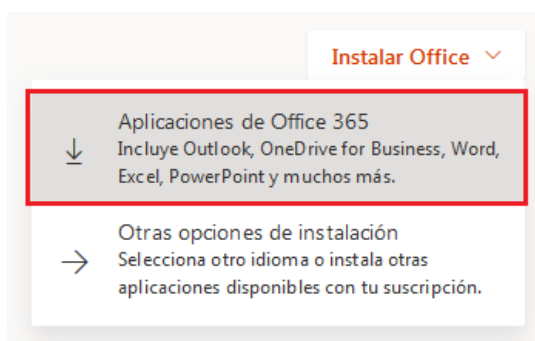 Instalar Office
Aplicaciones de Office 365
Incluye Outlook, OneDrive for Business, Word,
Excel, PowerPoint y muchos más.
Otras opciones de instalación
Selecciona otro idioma o instala otras
aplicaciones disponibles con tu suscripción.